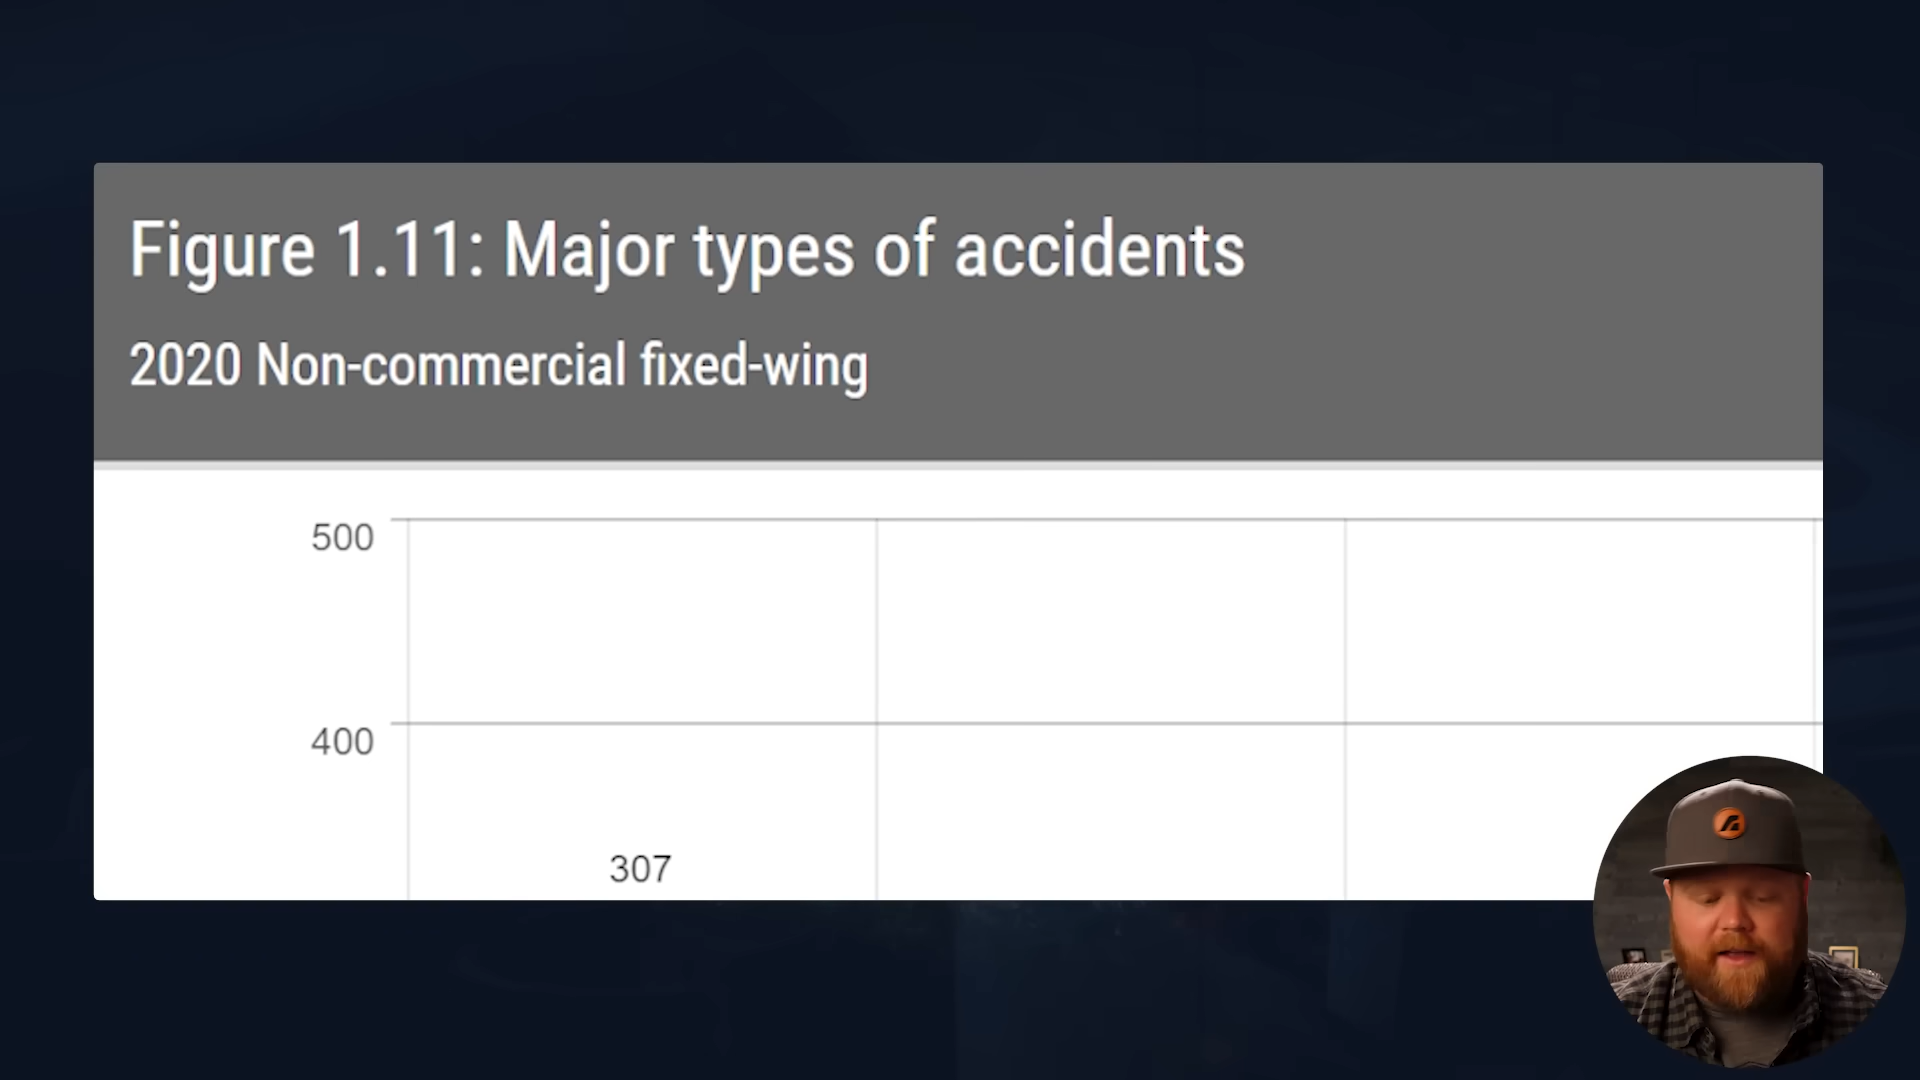 Figure 1.11: Major types of accidents
2020 Non-commercial fixed-wing
500
400
307